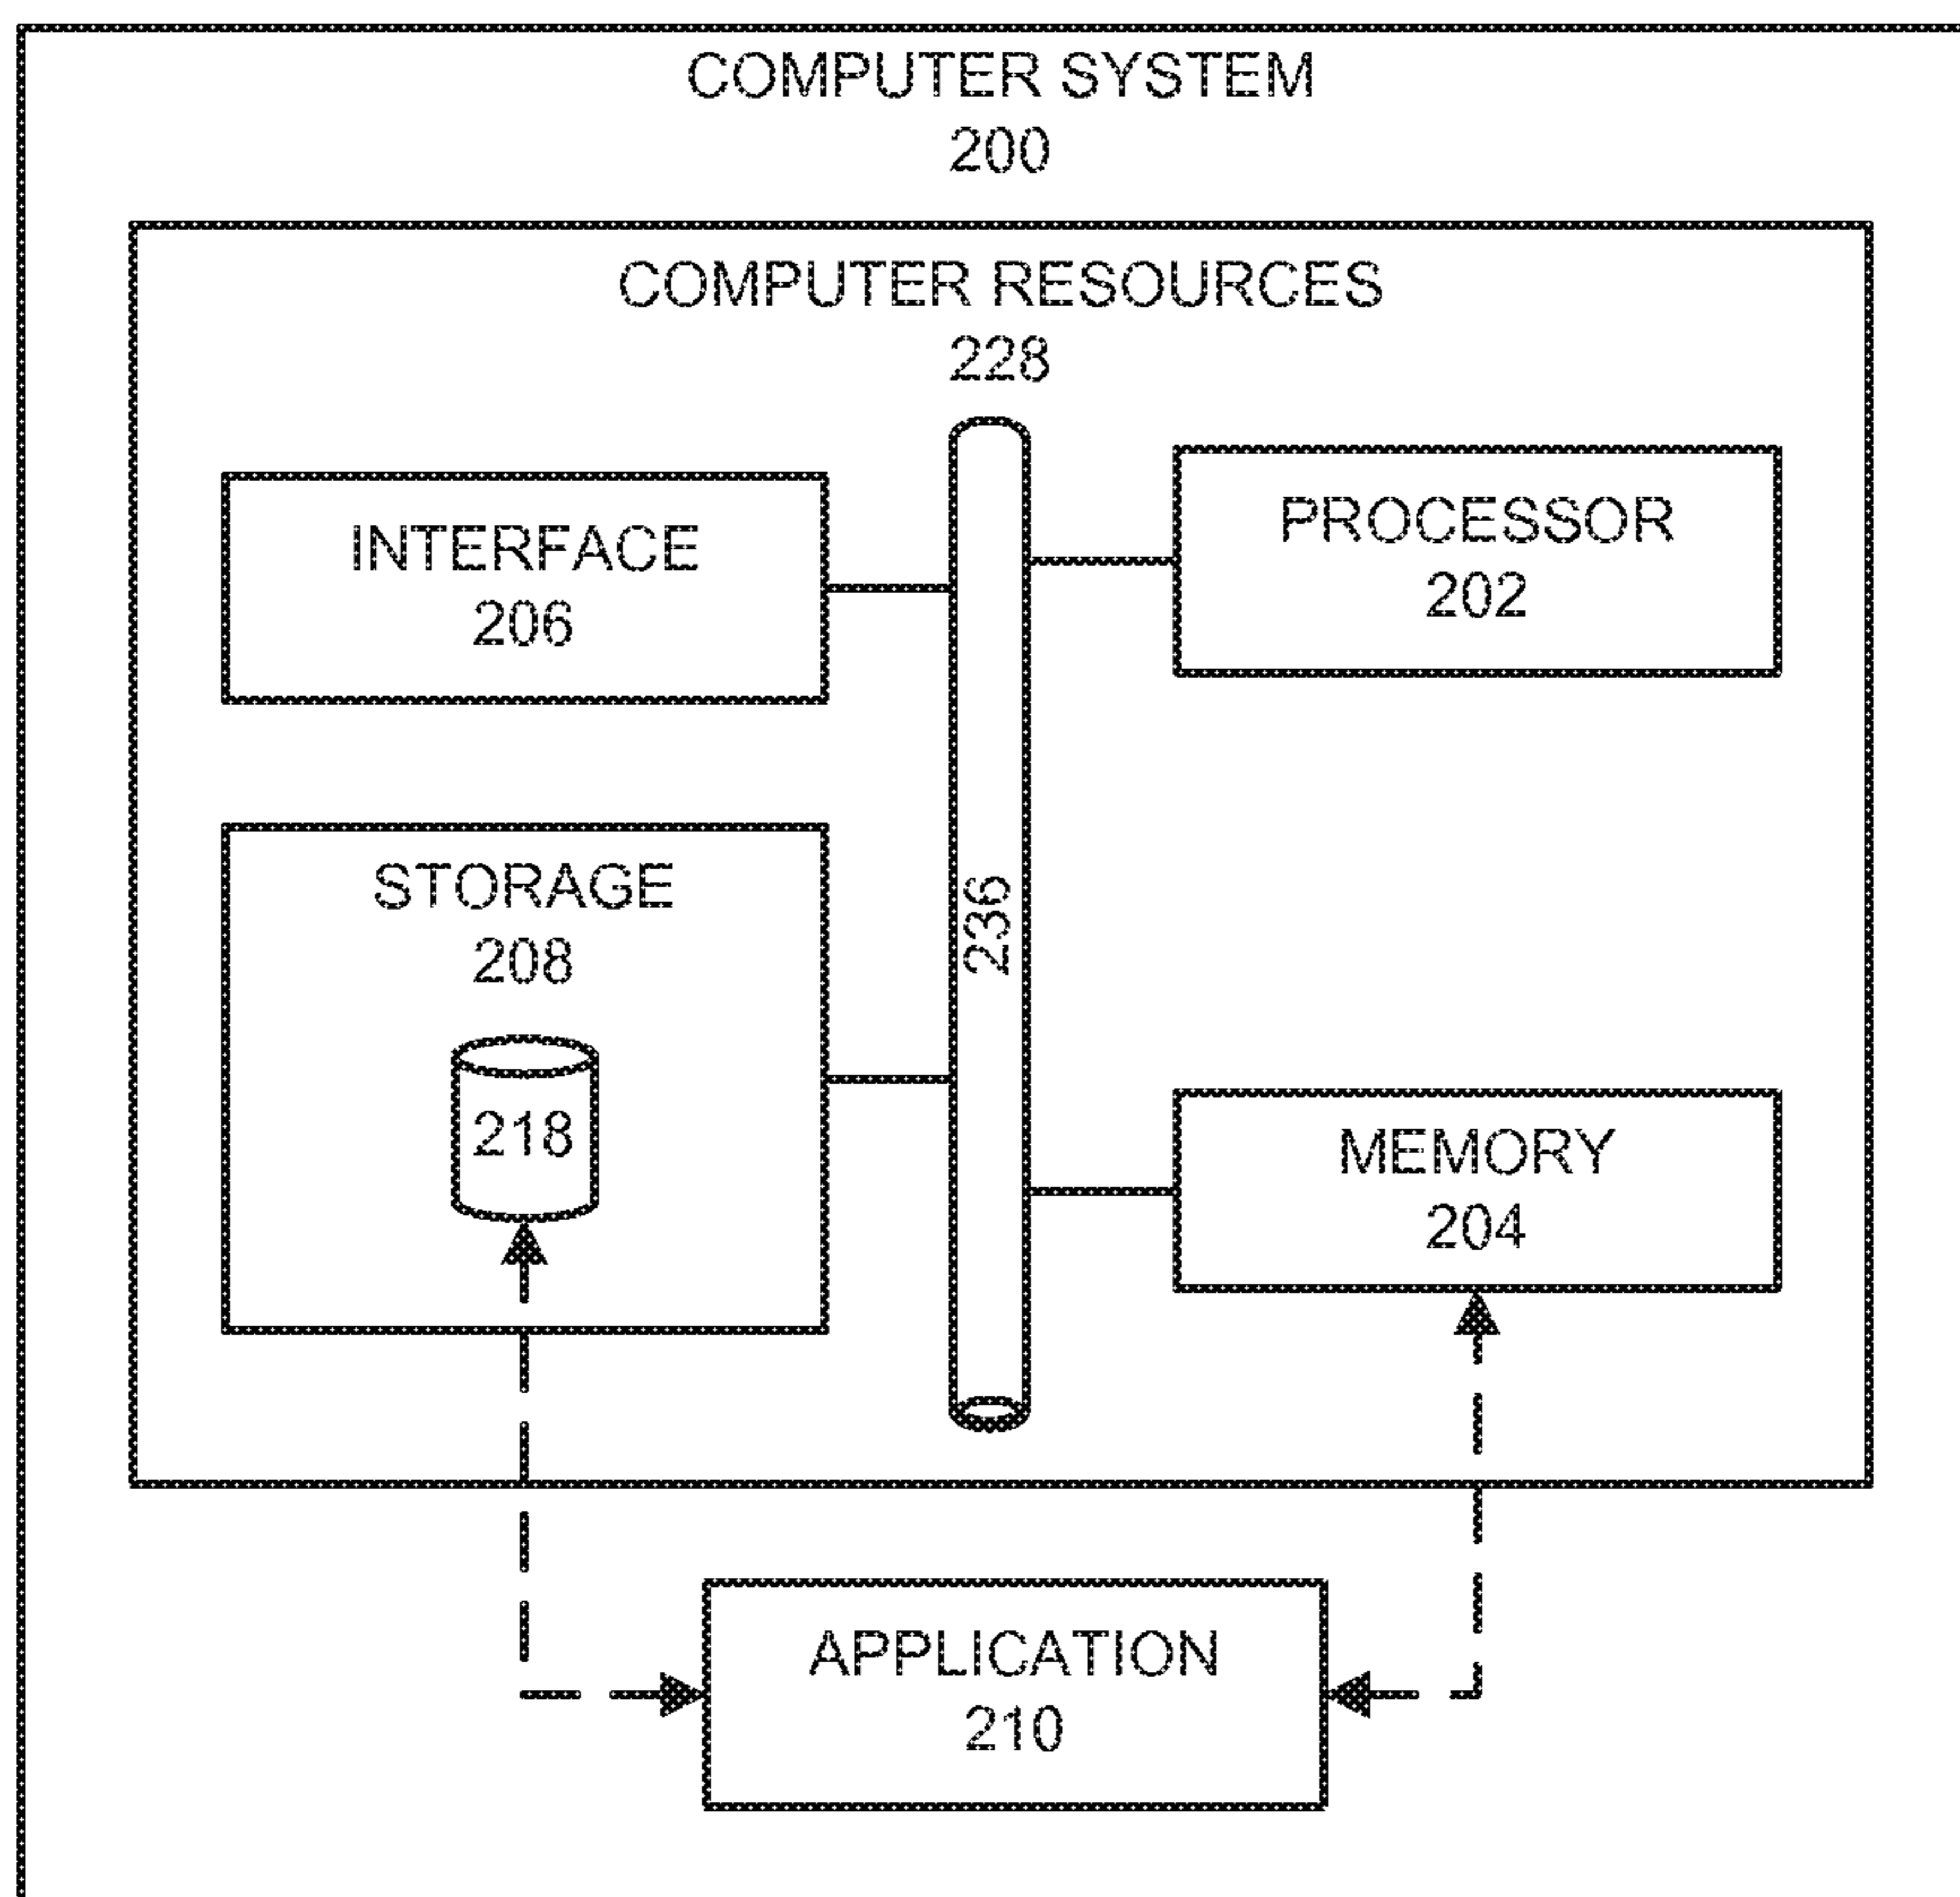 COMPUTER SYSTEM
200
COMPUTER RESOURCES
228
INTERFACE
206
PROCESSOR
202
STORAGE
208
218
236
MEMORY
204
APPLICATION
210